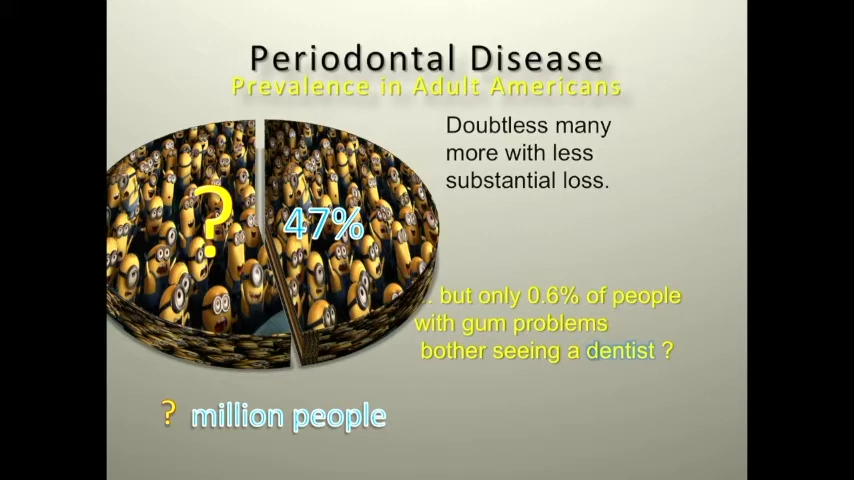 Periodontal Disease
Prevalence in Adult Americans
Doubtless many
more with less
substantial loss.
?
47%
.. but only 0.6% of people
with gum problems
bother seeing a dentist ?
? million people